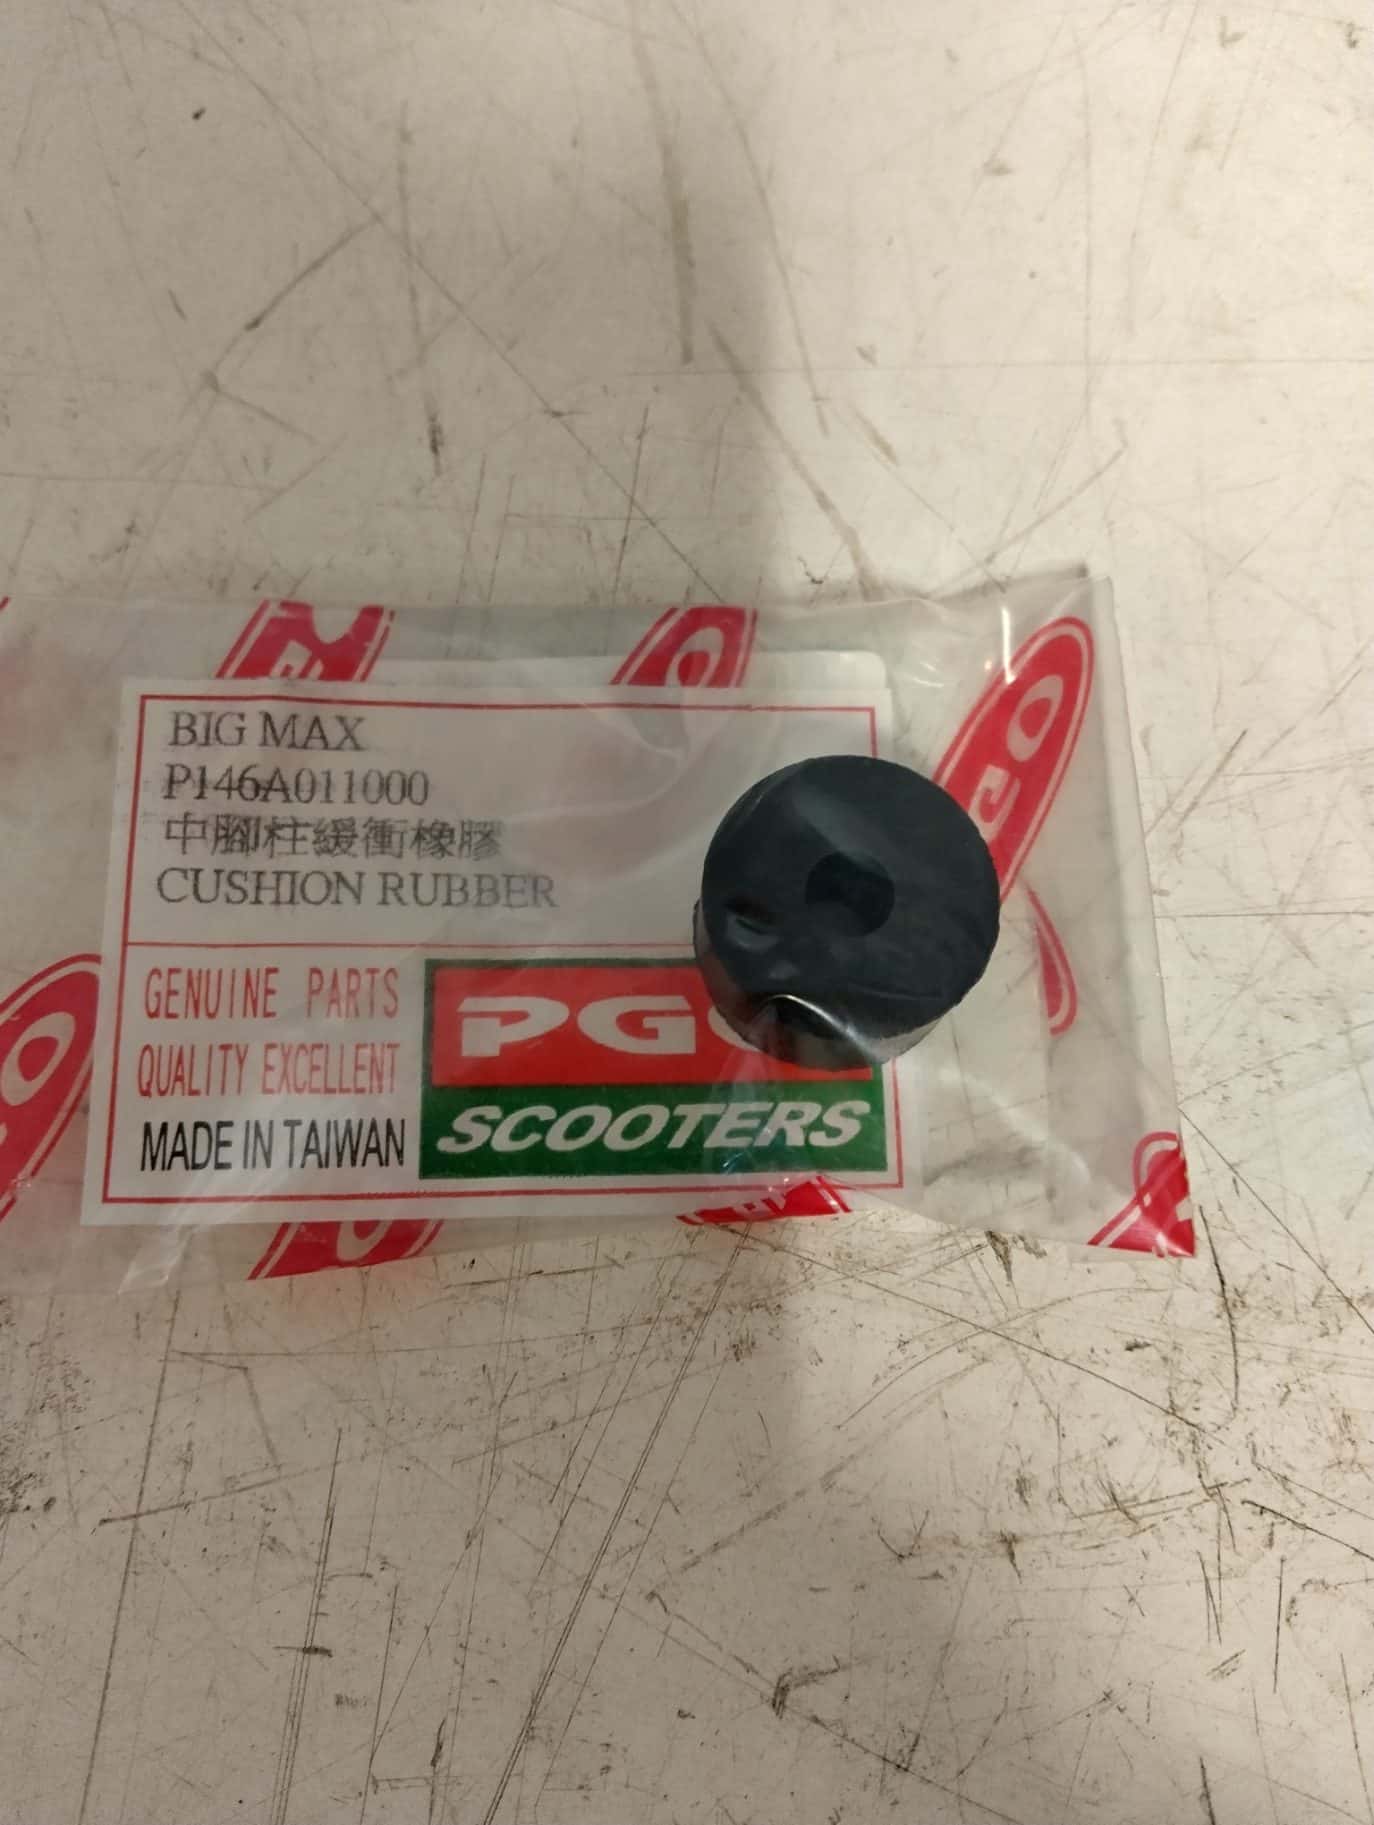 BIG MAX
P146A011000
中腳柱緩衝橡膠
CUSHION RUBBER
GENUINE PARTS
QUALITY EXCELLENT
MADE IN TAIWAN
PG
SCOOTERS